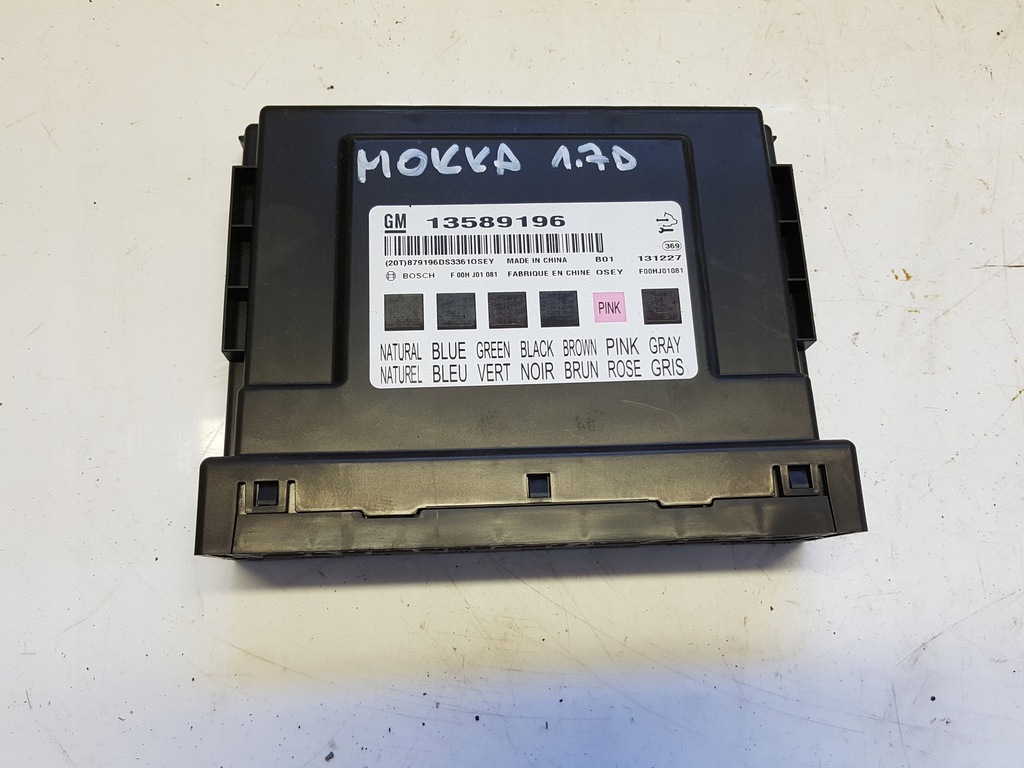 MOKKA 1.7D
GM 13589196
369
(20T)879196DS3361OSEY MADE IN CHINA B01 131227
BOSCH F 00H J01 081 FABRIQUE EN CHINE OSEY F00HJ01081
PINK
NATURAL BLUE GREEN BLACK BROWN PINK GRAY
NATUREL BLEU VERT NOIR BRUN ROSE GRIS